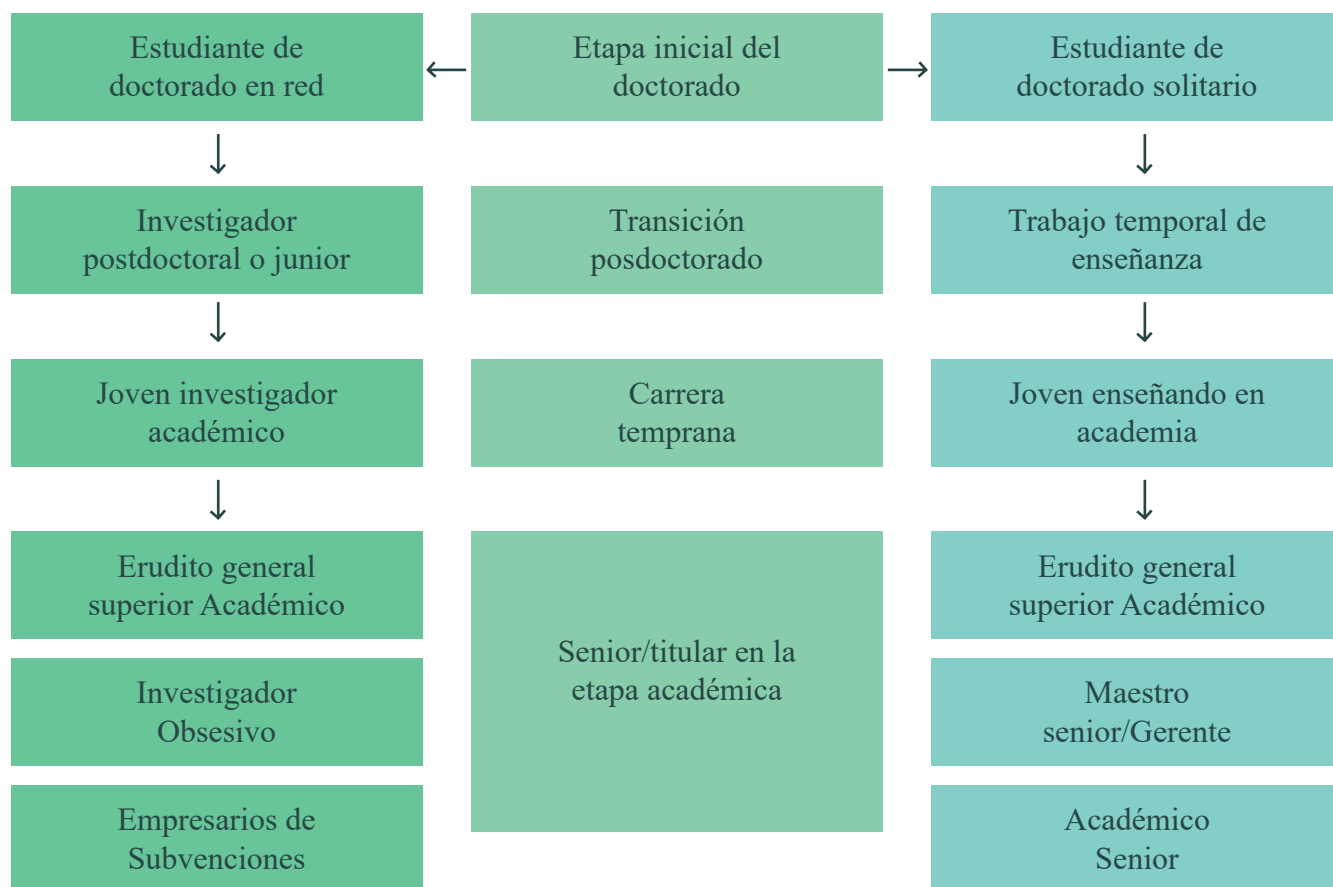 Estudiante de
doctorado en red
Etapa inicial del
doctorado
Estudiante de
doctorado solitario
Investigador
postdoctoral o junior
Transición
posdoctorado
Trabajo temporal de
enseñanza
Joven investigador
académico
Carrera
temprana
Joven enseñando en
academia
Erudito general
superior Académico
Senior/titular en la
etapa académica
Erudito general
superior Académico
Investigador
Obsesivo
Maestro
senior/Gerente
Empresarios de
Subvenciones
Académico
Senior